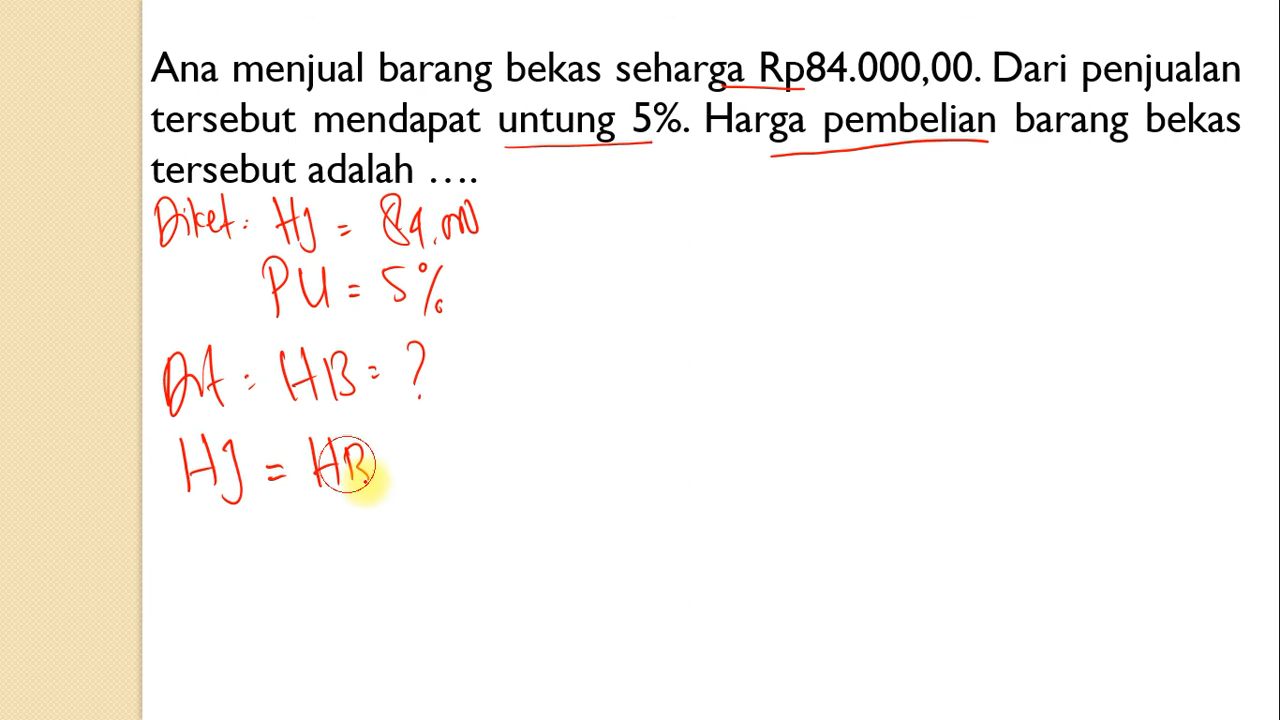 Ana menjual barang bekas seharga Rp84.000,00. Dari penjualan
tersebut mendapat untung 5%. Harga pembelian barang bekas
tersebut adalah ….
Diket: HJ = 84.000
PU = 5%
Dit: HB = ?
HJ = HB